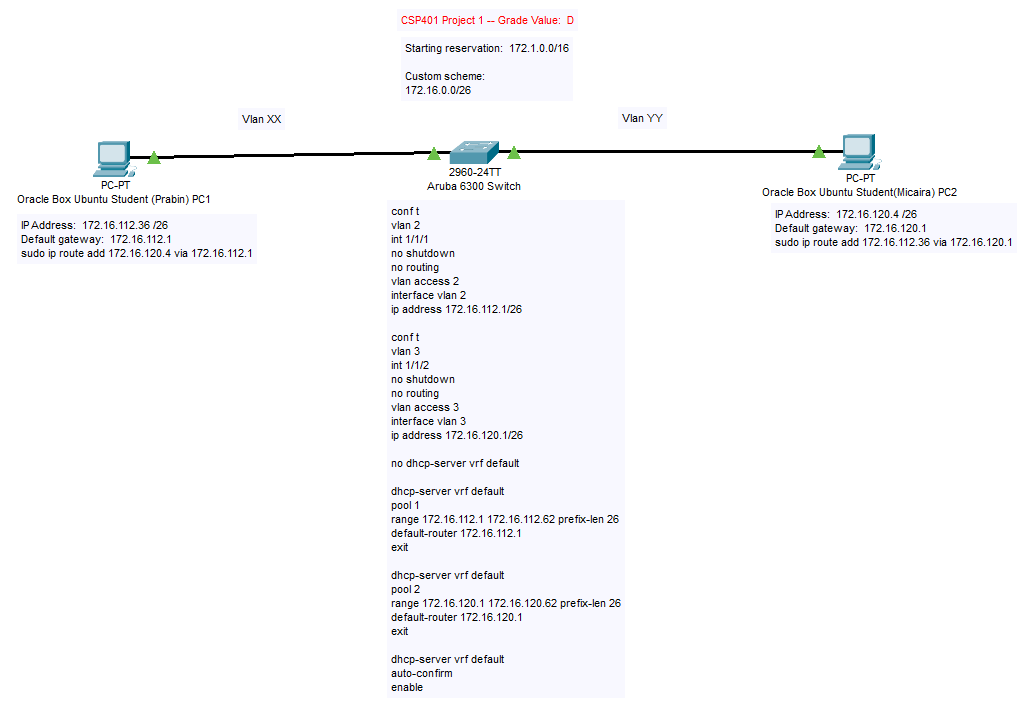 CSP401 Project 1 -- Grade Value:  D
Starting reservation:  172.1.0.0/16
Custom scheme:
172.16.0.0/26
Vlan XX
Vlan YY
PC-PT
Oracle Box Ubuntu Student (Prabin) PC1
IP Address:  172.16.112.36 /26
Default gateway:  172.16.112.1
sudo ip route add 172.16.120.4 via 172.16.112.1
2960-24TT
Aruba 6300 Switch
PC-PT
Oracle Box Ubuntu Student(Micaira) PC2
IP Address:  172.16.120.4 /26
Default gateway:  172.16.120.1
sudo ip route add 172.16.112.36 via 172.16.120.1
conf t
vlan 2
int 1/1/1
no shutdown
no routing
vlan access 2
interface vlan 2
ip address 172.16.112.1/26
conf t
vlan 3
int 1/1/2
no shutdown
no routing
vlan access 3
interface vlan 3
ip address 172.16.120.1/26
no dhcp-server vrf default
dhcp-server vrf default
pool 1
range 172.16.112.1 172.16.112.62 prefix-len 26
default-router 172.16.112.1
exit
dhcp-server vrf default
pool 2
range 172.16.120.1 172.16.120.62 prefix-len 26
default-router 172.16.120.1
exit
dhcp-server vrf default
auto-confirm
enable